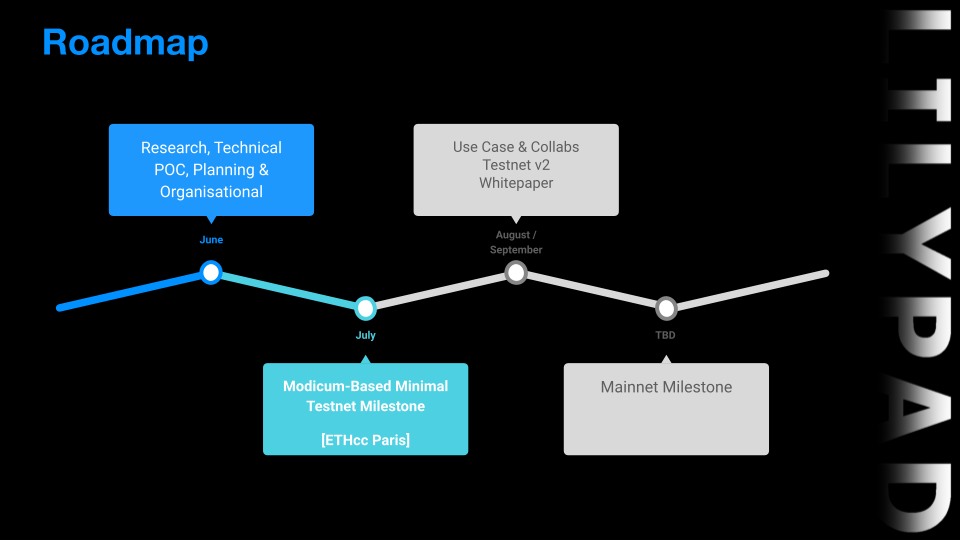 Roadmap
Research, Technical
POC, Planning &
Organisational
June
Use Case & Collabs
Testnet v2
Whitepaper
August /
September
July
Modicum-Based Minimal
Testnet Milestone
[ETHcc Paris]
TBD
Mainnet Milestone
LILYPAD